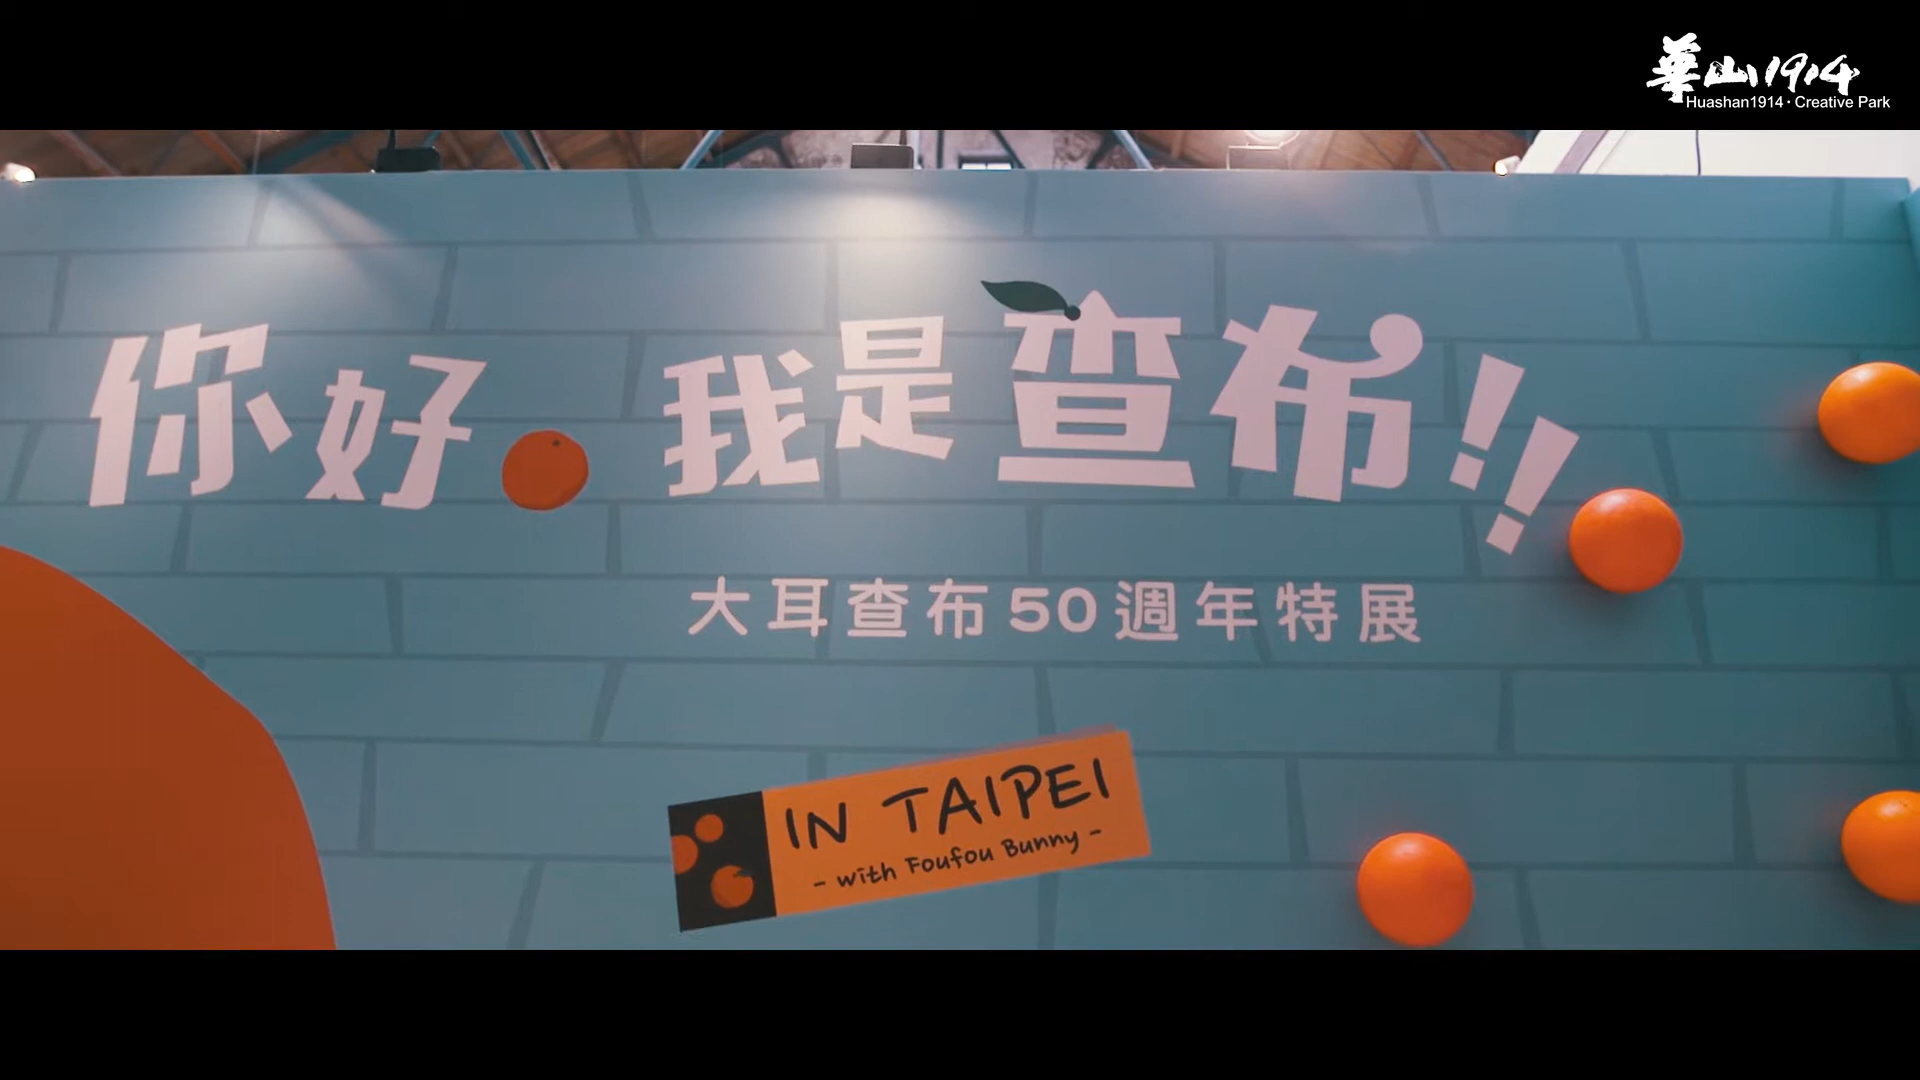 華山1914
Huashan1914·Creative Park
你好 我是查布!!
大耳查布50週年特展
IN TAIPEI
- with Foufou Bunny -